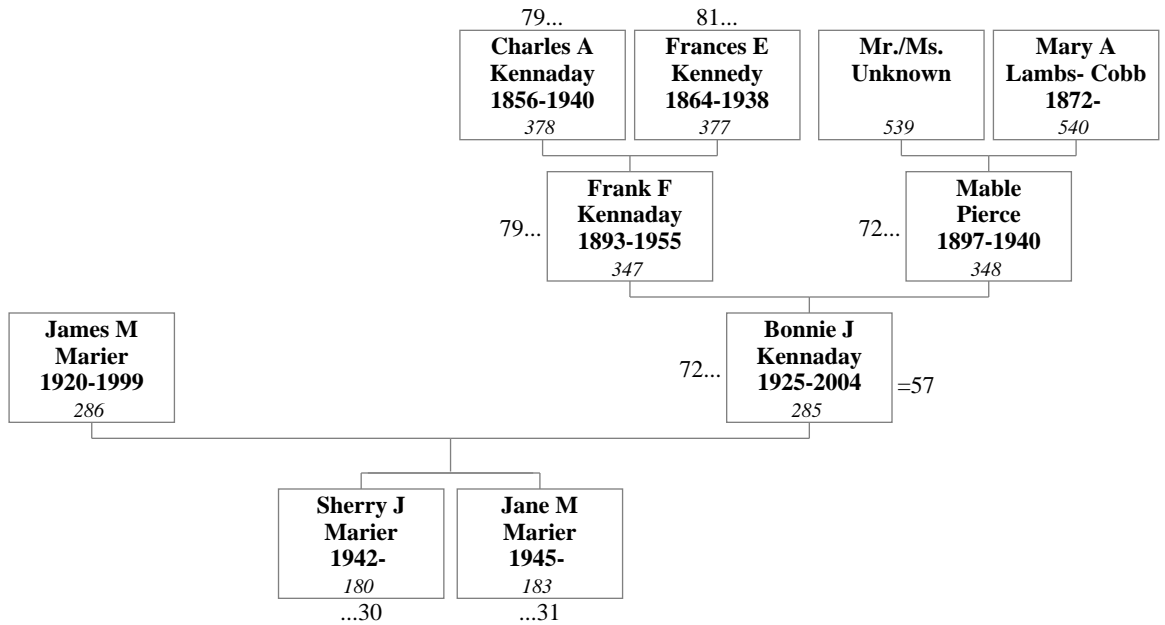 79...
81...
Charles A
Kennaday
1856-1940
378
Frances E
Kennedy
1864-1938
377
Mr./Ms.
Unknown
539
Mary A
Lambs- Cobb
1872-
540
79...
Frank F
Kennaday
1893-1955
347
72...
Mable
Pierce
1897-1940
348
James M
Marier
1920-1999
286
72...
Bonnie J
Kennaday
1925-2004
285
=57
Sherry J
Marier
1942-
180
...30
Jane M
Marier
1945-
183
...31